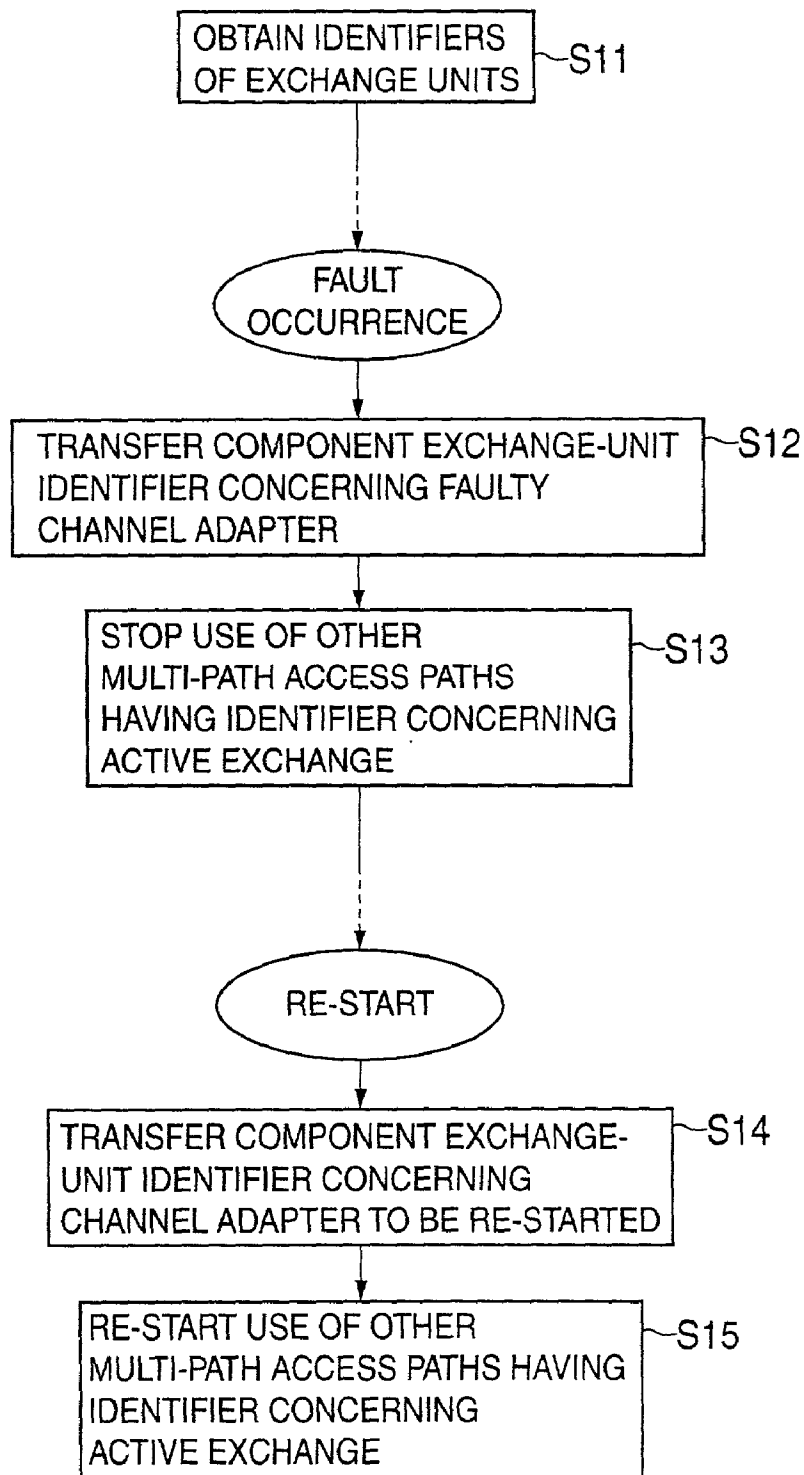 OBTAIN IDENTIFIERS
OF EXCHANGE UNITS
S11
FAULT
OCCURRENCE
TRANSFER COMPONENT EXCHANGE-UNIT
IDENTIFIER CONCERNING FAULTY
CHANNEL ADAPTER
S12
STOP USE OF OTHER
MULTI-PATH ACCESS PATHS
HAVING IDENTIFIER CONCERNING
ACTIVE EXCHANGE
S13
RE-START
TRANSFER COMPONENT EXCHANGE-
UNIT IDENTIFIER CONCERNING
CHANNEL ADAPTER TO BE RE-STARTED
S14
RE-START USE OF OTHER
MULTI-PATH ACCESS PATHS HAVING
IDENTIFIER CONCERNING
ACTIVE EXCHANGE
S15